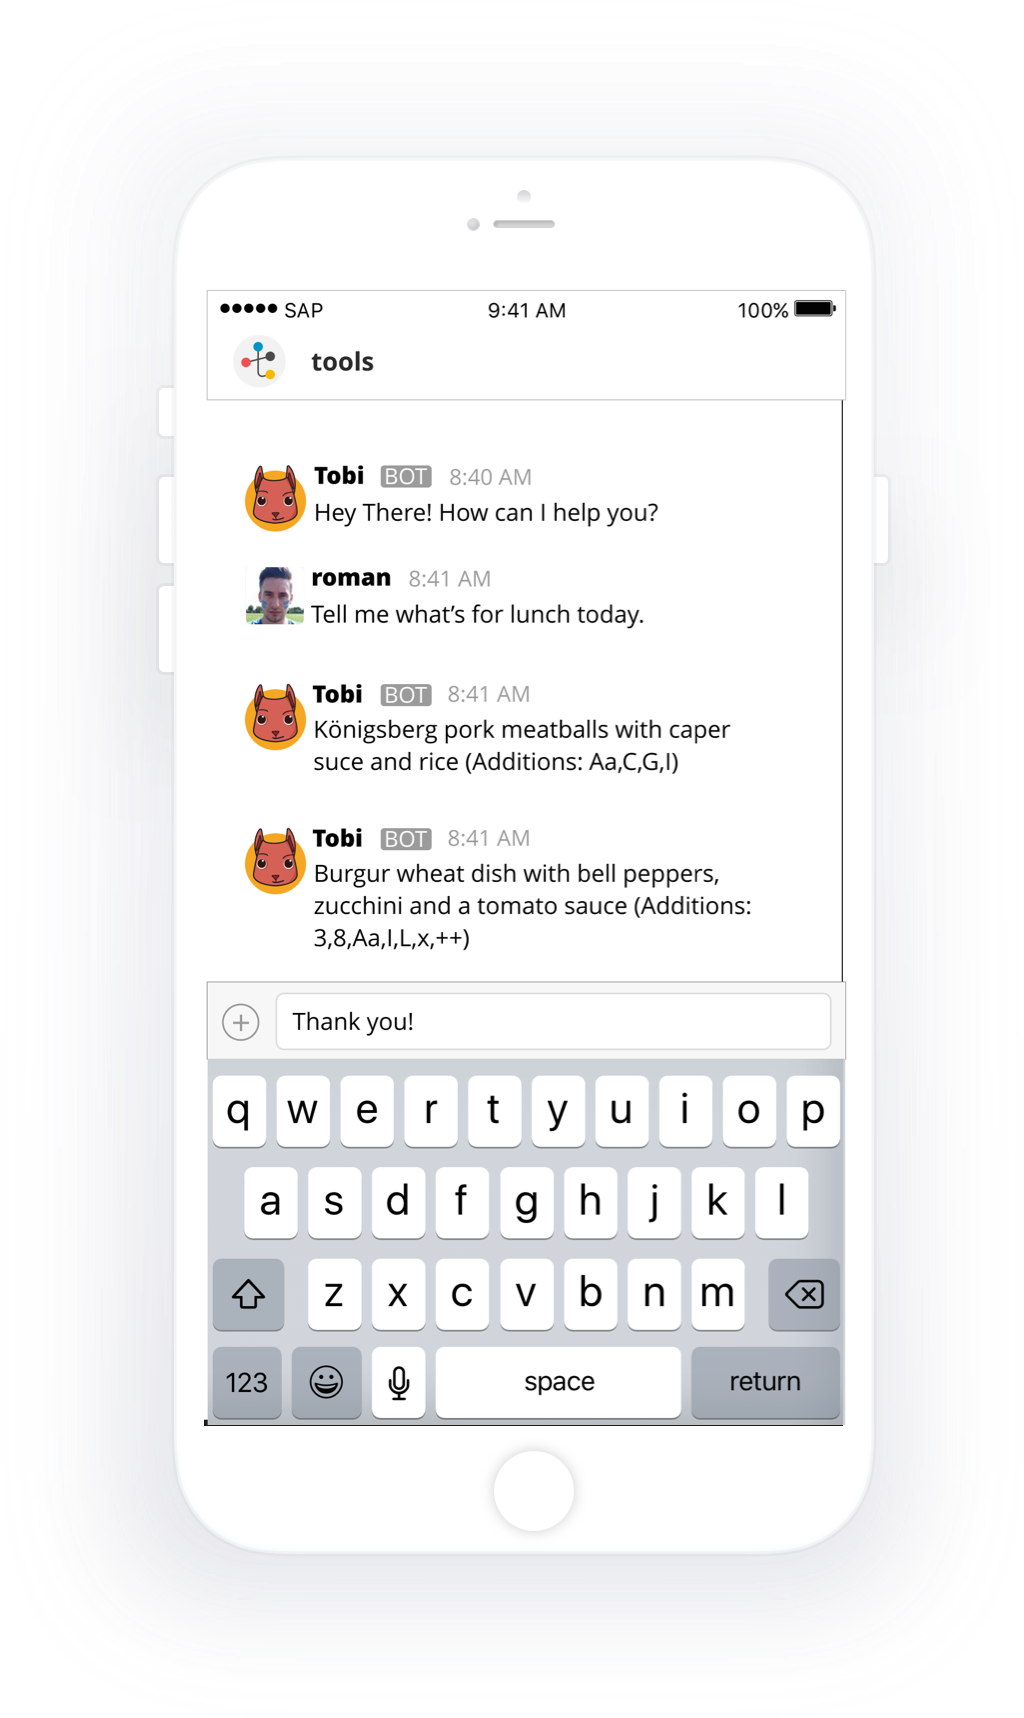 ●●●●● SAP 9:41 AM 100%
tools
Tobi BOT 8:40 AM
Hey There! How can I help you?
roman 8:41 AM
Tell me what’s for lunch today.
Tobi BOT 8:41 AM
Königsberg pork meatballs with caper
suce and rice (Additions: Aa,C,G,I)
Tobi BOT 8:41 AM
Burgur wheat dish with bell peppers,
zucchini and a tomato sauce (Additions:
3,8,Aa,I,L,x,++)
Thank you!
q w e r t y u i o p
a s d f g h j k l
z x c v b n m
123 space return